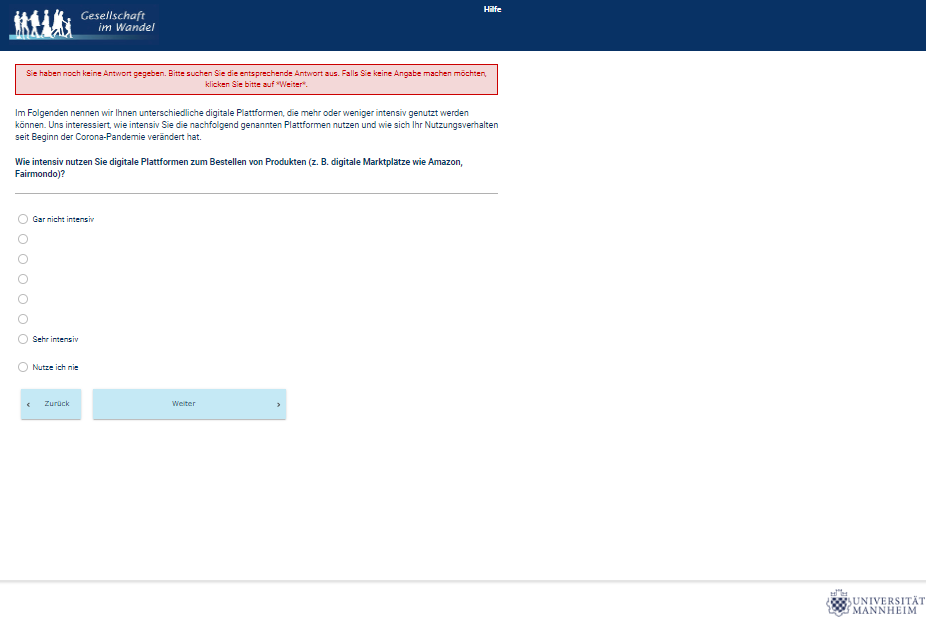 Gesellschaft
im Wandel
Hilfe
Sie haben noch keine Antwort gegeben. Bitte suchen Sie die entsprechende Antwort aus. Falls Sie keine Angabe machen möchten,
klicken Sie bitte auf "Weiter".
Im Folgenden nennen wir Ihnen unterschiedliche digitale Plattformen, die mehr oder weniger intensiv genutzt werden
können. Uns interessiert, wie intensiv Sie die nachfolgend genannten Plattformen nutzen und wie sich Ihr Nutzungsverhalten
seit Beginn der Corona-Pandemie verändert hat.
Wie intensiv nutzen Sie digitale Plattformen zum Bestellen von Produkten (z. B. digitale Marktplätze wie Amazon,
Fairmondo)?
Gar nicht intensiv
Sehr intensiv
Nutze ich nie
‹ Zurück
Weiter ›
UNIVERSITÄT
MANNHEIM